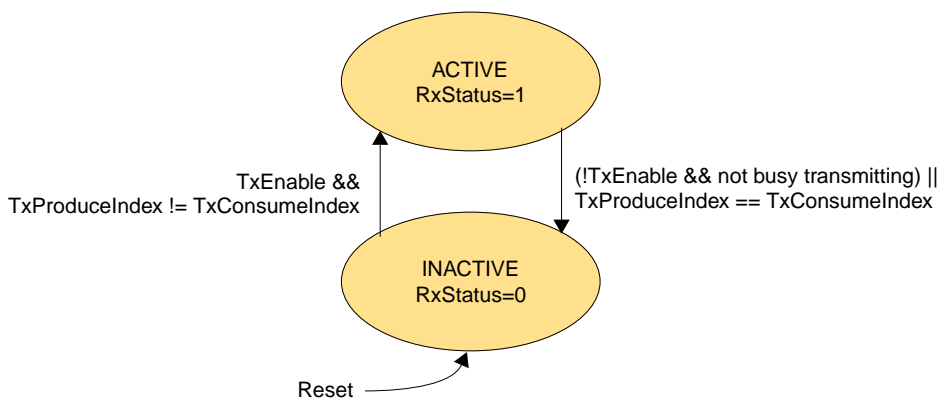 ACTIVE
RxStatus=1
TxEnable &&
TxProduceIndex != TxConsumeIndex
(!TxEnable && not busy transmitting) ||
TxProduceIndex == TxConsumeIndex
INACTIVE
RxStatus=0
Reset